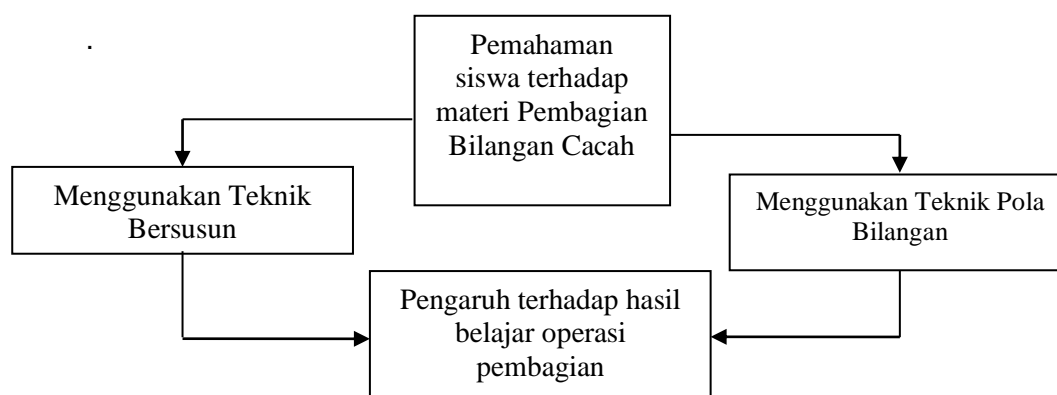 Pemahaman
siswa terhadap
materi Pembagian
Bilangan Cacah
Menggunakan Teknik
Bersusun
Menggunakan Teknik Pola
Bilangan
Pengaruh terhadap hasil
belajar operasi
pembagian